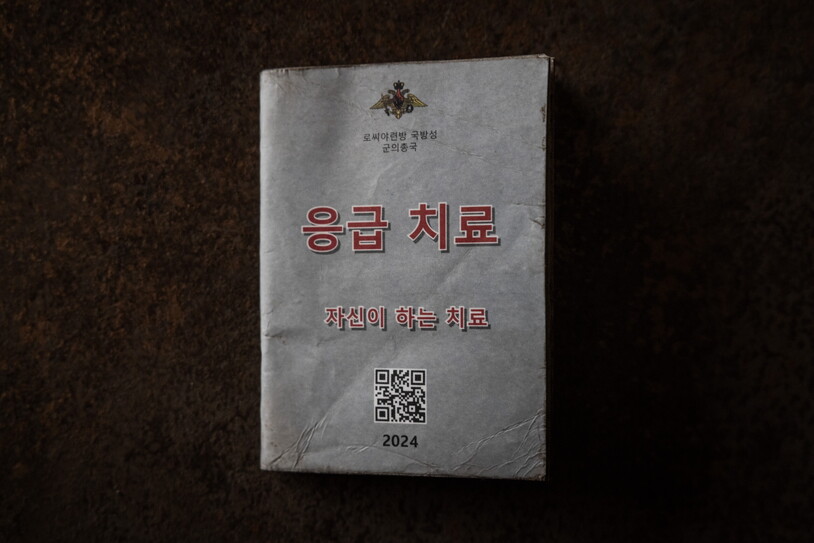 로씨야련방 국방성
군의총국
응급 치료
자신이 하는 치료
2024